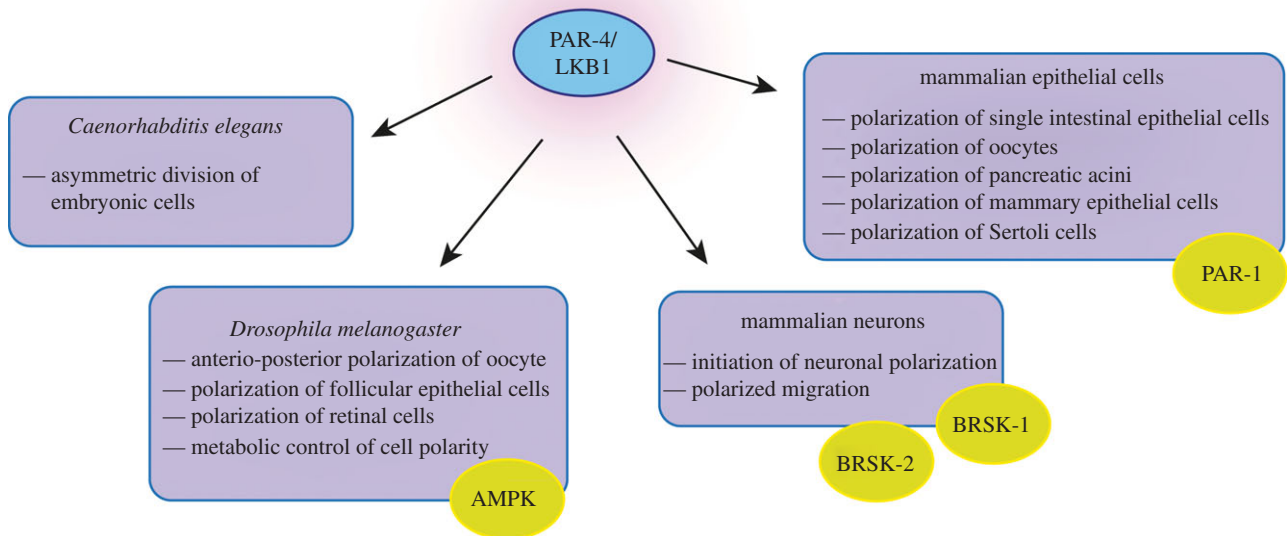 PAR-4/
LKB1
Caenorhabditis elegans
— asymmetric division of
embryonic cells
Drosophila melanogaster
— anterio-posterior polarization of oocyte
— polarization of follicular epithelial cells
— polarization of retinal cells
— metabolic control of cell polarity
AMPK
mammalian neurons
— initiation of neuronal polarization
— polarized migration
BRSK-1
BRSK-2
mammalian epithelial cells
— polarization of single intestinal epithelial cells
— polarization of oocytes
— polarization of pancreatic acini
— polarization of mammary epithelial cells
— polarization of Sertoli cells
PAR-1